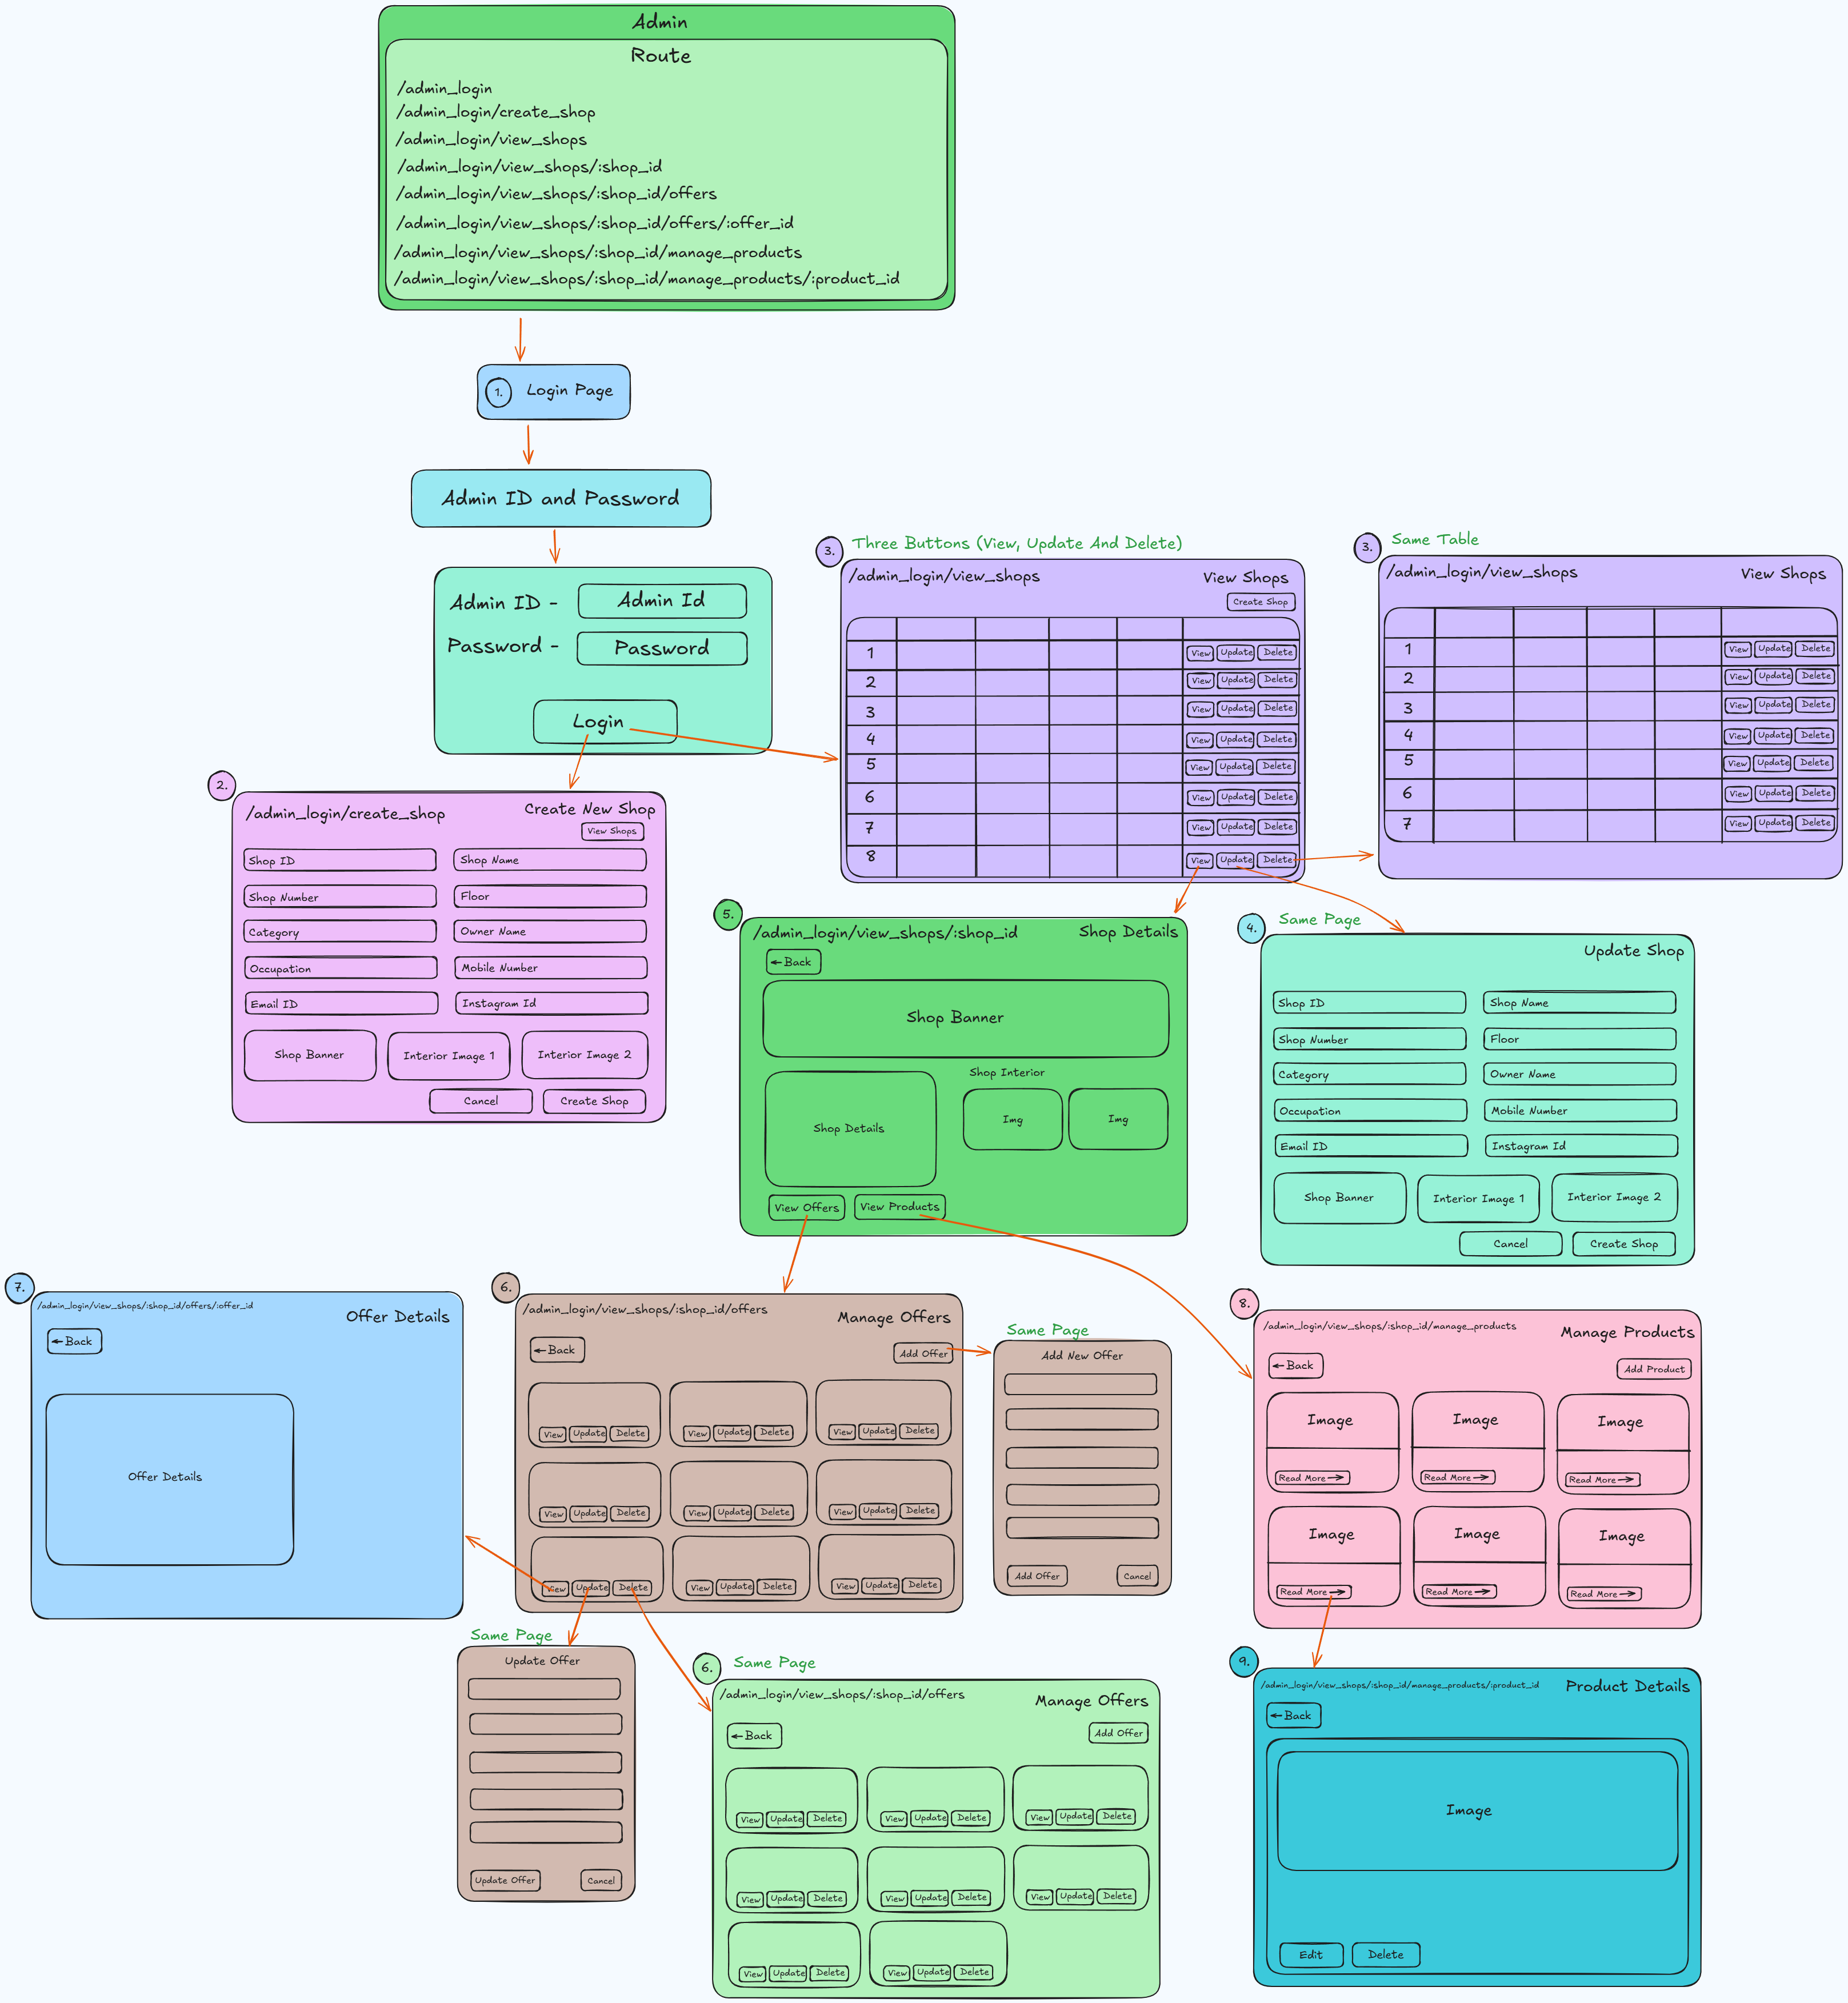 Admin
Route
/admin_login
/admin_login/create_shop
/admin_login/view_shops
/admin_login/view_shops/:shop_id
/admin_login/view_shops/:shop_id/offers
/admin_login/view_shops/:shop_id/offers/:offer_id
/admin_login/view_shops/:shop_id/manage_products
/admin_login/view_shops/:shop_id/manage_products/:product_id
1. Login Page
Admin ID and Password
Admin ID - Admin Id
Password - Password
Login
2.
/admin_login/create_shop Create New Shop
View Shops
Shop ID Shop Name
Shop Number Floor
Category Owner Name
Occupation Mobile Number
Email ID Instagram Id
Shop Banner Interior Image 1 Interior Image 2
Cancel Create Shop
3. Three Buttons (View, Update And Delete)
/admin_login/view_shops View Shops
Create Shop
1 View Update Delete
2 View Update Delete
3 View Update Delete
4 View Update Delete
5 View Update Delete
6 View Update Delete
7 View Update Delete
8 View Update Delete
3. Same Table
/admin_login/view_shops View Shops
1 View Update Delete
2 View Update Delete
3 View Update Delete
4 View Update Delete
5 View Update Delete
6 View Update Delete
7 View Update Delete
5.
/admin_login/view_shops/:shop_id Shop Details
Back
Shop Banner
Shop Interior
Shop Details Img Img
View Offers View Products
4. Same Page
Update Shop
Shop ID Shop Name
Shop Number Floor
Category Owner Name
Occupation Mobile Number
Email ID Instagram Id
Shop Banner Interior Image 1 Interior Image 2
Cancel Create Shop
7.
/admin_login/view_shops/:shop_id/offers/:offer_id
Offer Details
Back
Offer Details
6.
/admin_login/view_shops/:shop_id/offers
Manage Offers
Back Add Offer
View Update Delete View Update Delete View Update Delete
View Update Delete View Update Delete View Update Delete
View Update Delete View Update Delete View Update Delete
Same Page
Add New Offer
Add Offer Cancel
8.
/admin_login/view_shops/:shop_id/manage_products
Manage Products
Back Add Product
Image Image Image
Read More Read More Read More
Image Image Image
Read More Read More Read More
Same Page
Update Offer
Update Offer Cancel
6. Same Page
/admin_login/view_shops/:shop_id/offers
Manage Offers
Back Add Offer
View Update Delete View Update Delete View Update Delete
View Update Delete View Update Delete View Update Delete
View Update Delete View Update Delete
9.
/admin_login/view_shops/:shop_id/manage_products/:product_id Product Details
Back
Image
Edit Delete